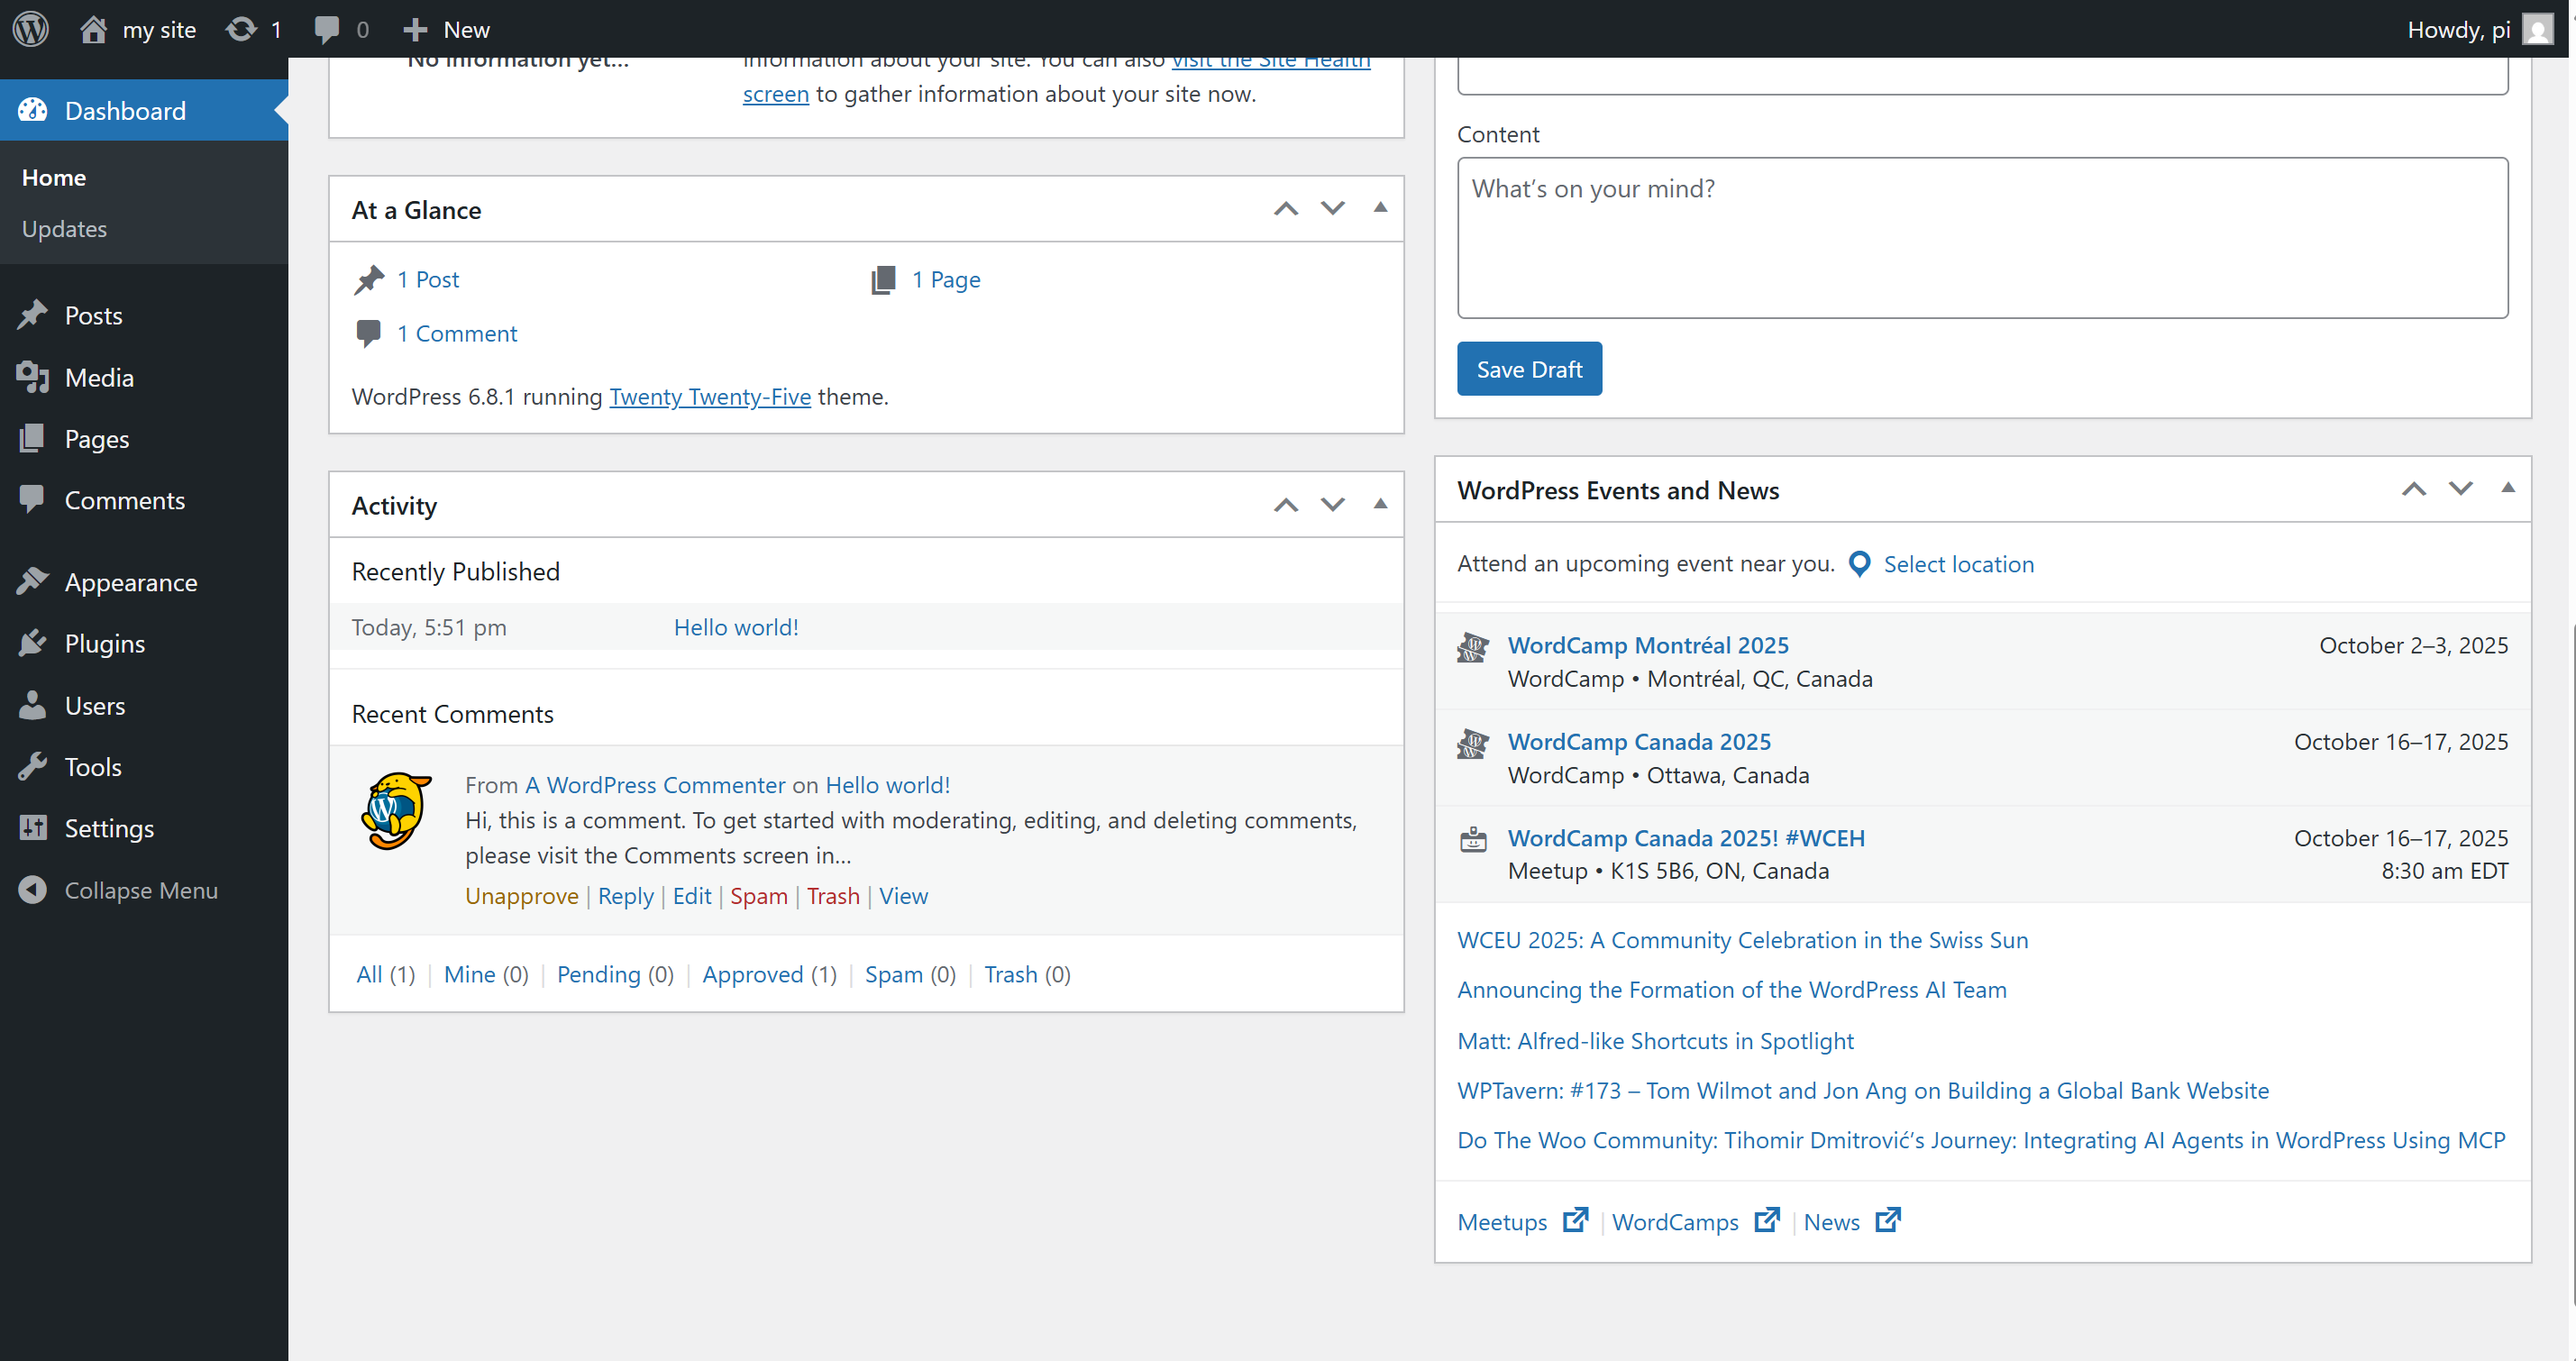 my site
1
0
New
Howdy, pi
Dashboard
Home
Updates
Posts
Media
Pages
Comments
Appearance
Plugins
Users
Tools
Settings
Collapse Menu
No information yet...
information about your site. You can also visit the Site Health
screen to gather information about your site now.
At a Glance
1 Post
1 Page
1 Comment
WordPress 6.8.1 running Twenty Twenty-Five theme.
Activity
Recently Published
Today, 5:51 pm
Hello world!
Recent Comments
From A WordPress Commenter on Hello world!
Hi, this is a comment. To get started with moderating, editing, and deleting comments,
please visit the Comments screen in…
Unapprove | Reply | Edit | Spam | Trash | View
All (1) | Mine (0) | Pending (0) | Approved (1) | Spam (0) | Trash (0)
Content
What’s on your mind?
Save Draft
WordPress Events and News
Attend an upcoming event near you. Select location
WordCamp Montréal 2025
October 2–3, 2025
WordCamp • Montréal, QC, Canada
WordCamp Canada 2025
October 16–17, 2025
WordCamp • Ottawa, Canada
WordCamp Canada 2025! #WCEH
October 16–17, 2025
Meetup • K1S 5B6, ON, Canada
8:30 am EDT
WCEU 2025: A Community Celebration in the Swiss Sun
Announcing the Formation of the WordPress AI Team
Matt: Alfred-like Shortcuts in Spotlight
WPTavern: #173 – Tom Wilmot and Jon Ang on Building a Global Bank Website
Do The Woo Community: Tihomir Dmitrović’s Journey: Integrating AI Agents in WordPress Using MCP
Meetups | WordCamps | News